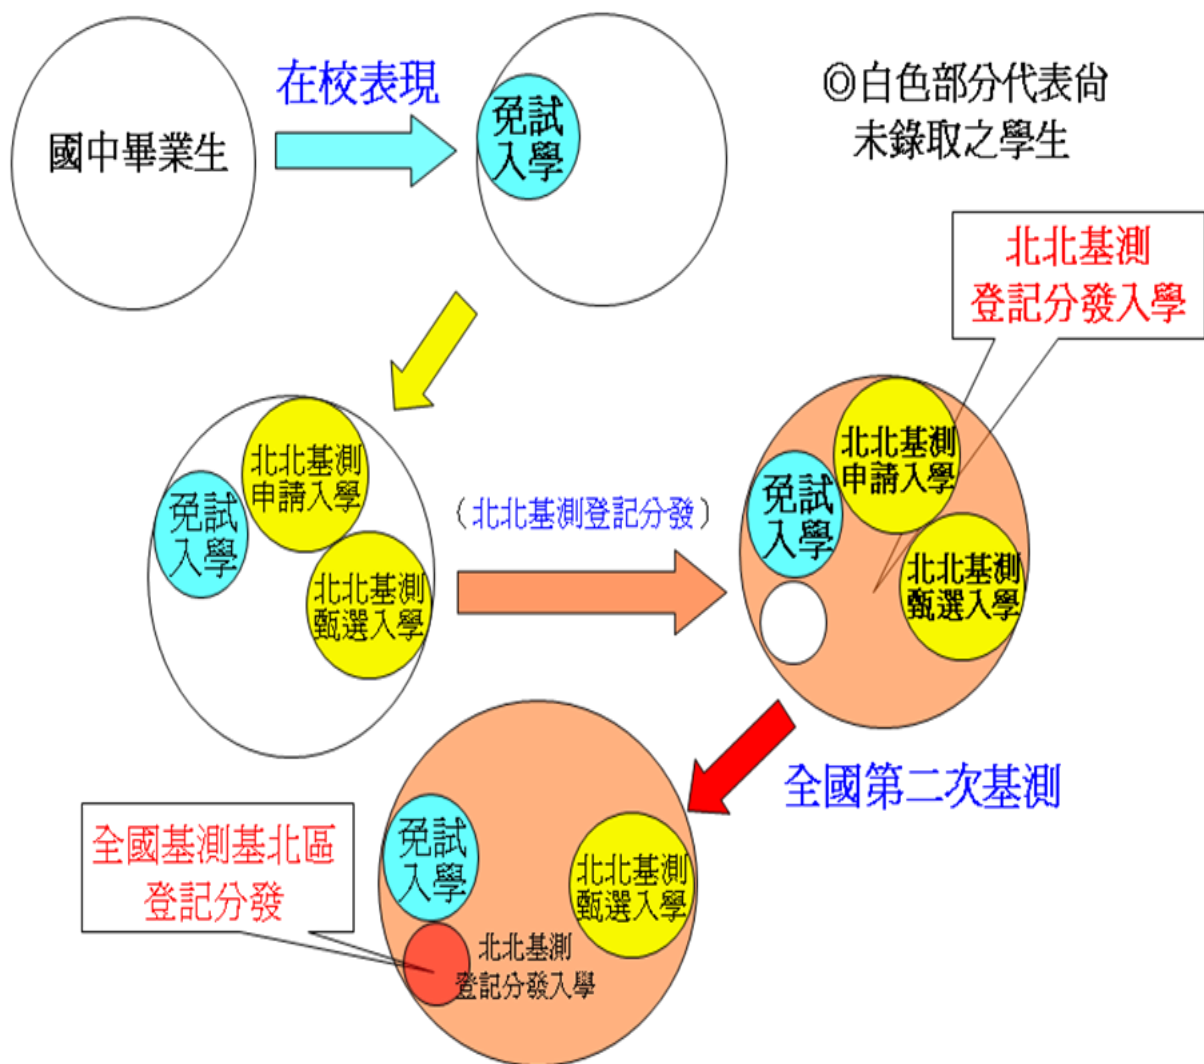 國中畢業生
在校表現
免試
入學
◎白色部分代表尚
未錄取之學生
北北基測
登記分發入學
北北基測
申請入學
免試
入學
北北基測
甄選入學
（北北基測登記分發）
北北基測
申請入學
免試
入學
北北基測
甄選入學
全國第二次基測
全國基測基北區
登記分發
免試
入學
北北基測
甄選入學
北北基測
登記分發入學